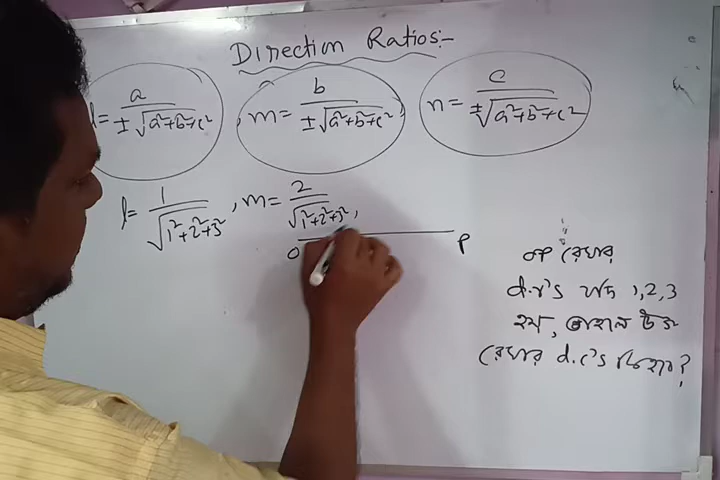 Direction Ratios:-
l = a / ± √a²+b²+c² , m = b / ± √a²+b²+c² , n = c / ± √a²+b²+c²
l = 1 / √1²+2²+3² , m = 2 / √1²+2²+3² ,
O P
OP রেখার
d.r's যদি 1,2,3
হয়, তাহলে উক্ত
রেখার d.c's নির্ণয়?